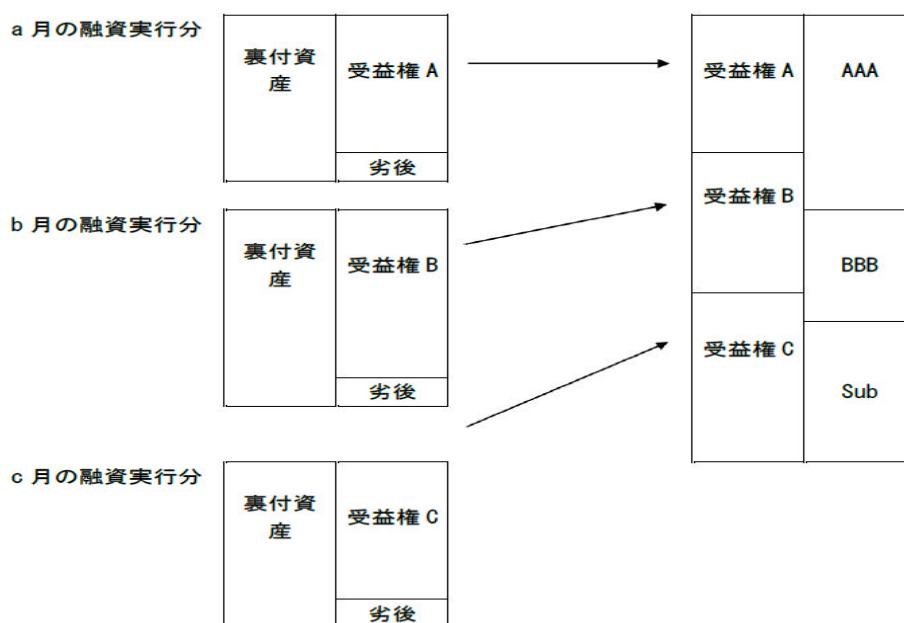 a 月の融資実行分
裏付資
産
受益権 A
劣後
b 月の融資実行分
裏付資
産
受益権 B
劣後
c 月の融資実行分
裏付資
産
受益権 C
劣後
受益権 A
AAA
受益権 B
BBB
受益権 C
Sub